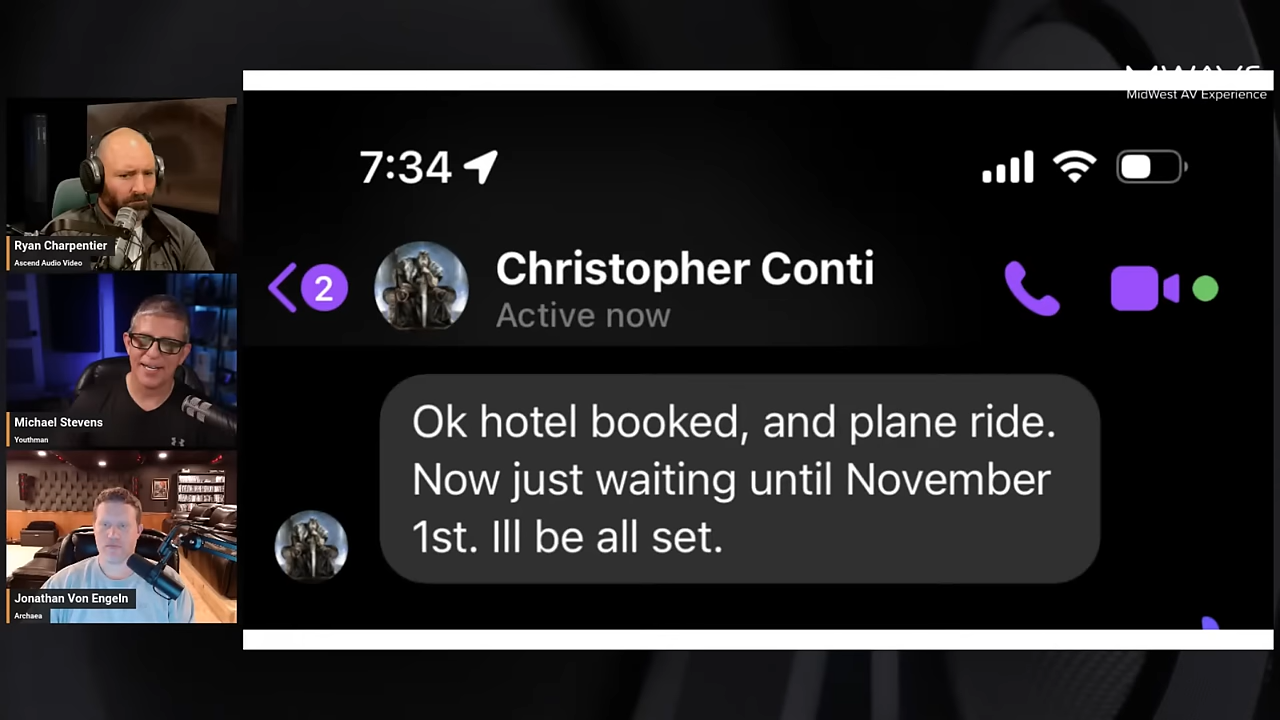 MWAVE
MidWest AV Experience
7:34
2
Christopher Conti
Active now
Ok hotel booked, and plane ride.
Now just waiting until November
1st. Ill be all set.
Ryan Charpentier
Ascend Audio Video
Michael Stevens
Youthman
Jonathan Von Engeln
Archaea